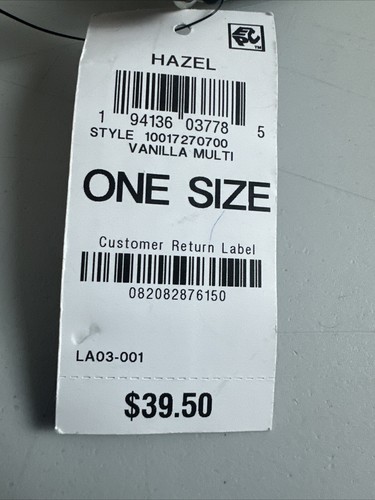 EPC™
HAZEL
1 94136 03778 5
STYLE 10017270700
VANILLA MULTI
ONE SIZE
Customer Return Label
082082876150
LA03-001
$39.50